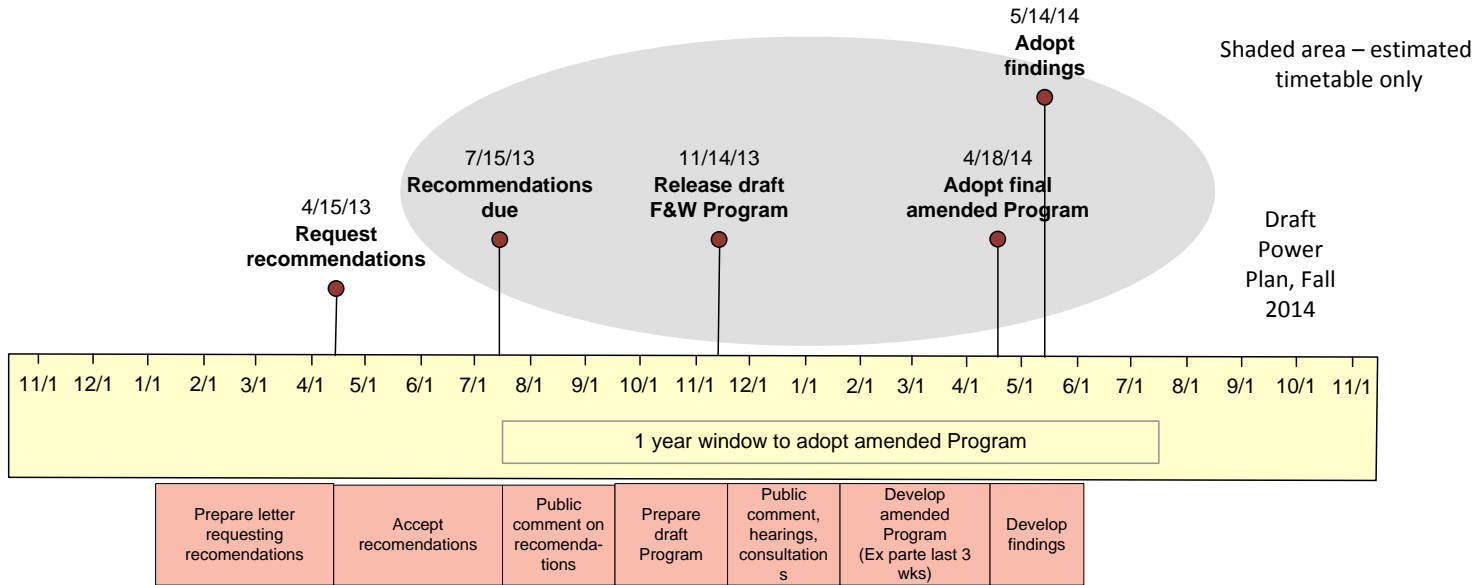 5/14/14
Adopt
findings
Shaded area – estimated
timetable only
7/15/13
Recommendations
due
11/14/13
Release draft
F&W Program
4/18/14
Adopt final
amended Program
4/15/13
Request
recommendations
Draft
Power
Plan, Fall
2014
11/1 12/1 1/1 2/1 3/1 4/1 5/1 6/1 7/1 8/1 9/1 10/1 11/1 12/1 1/1 2/1 3/1 4/1 5/1 6/1 7/1 8/1 9/1 10/1 11/1
1 year window to adopt amended Program
Prepare letter
requesting
recomendations
Accept
recomendations
Public
comment on
recomenda-
tions
Prepare
draft
Program
Public
comment,
hearings,
consultation
s
Develop
amended
Program
(Ex parte last 3
wks)
Develop
findings